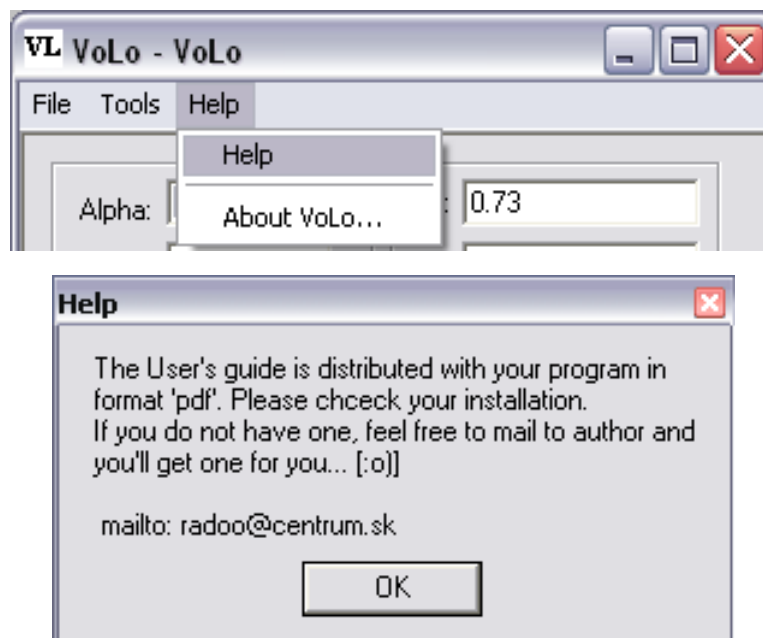 VL VoLo - VoLo
File Tools Help
Help
Alpha: : 0.73
About VoLo...
Help
The User's guide is distributed with your program in
format 'pdf'. Please chceck your installation.
If you do not have one, feel free to mail to author and
you'll get one for you... [:o)]
mailto: radoo@centrum.sk
OK